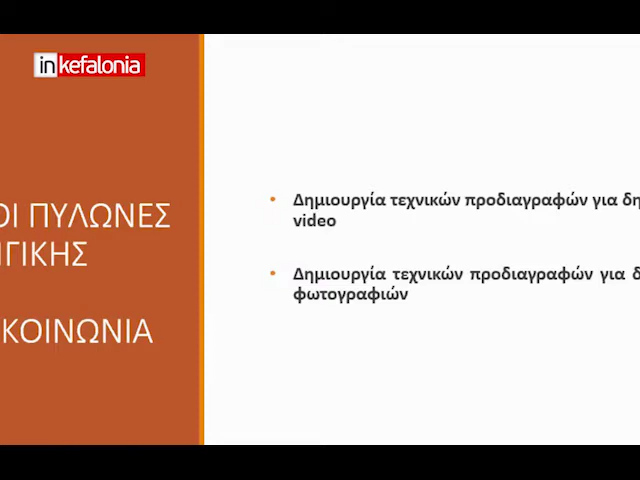 inkefalonia
ΟΙ ΠΥΛΩΝΕΣ
ΓΙΚΗΣ
ΚΟΙΝΩΝΙΑ
• Δημιουργία τεχνικών προδιαγραφών για δη
video
• Δημιουργία τεχνικών προδιαγραφών για δ
φωτογραφιών